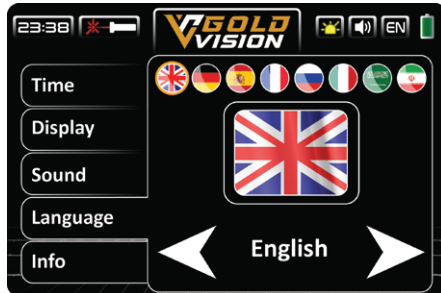 23:38
GOLD
VISION
EN
Time
Display
Sound
Language
Info
English